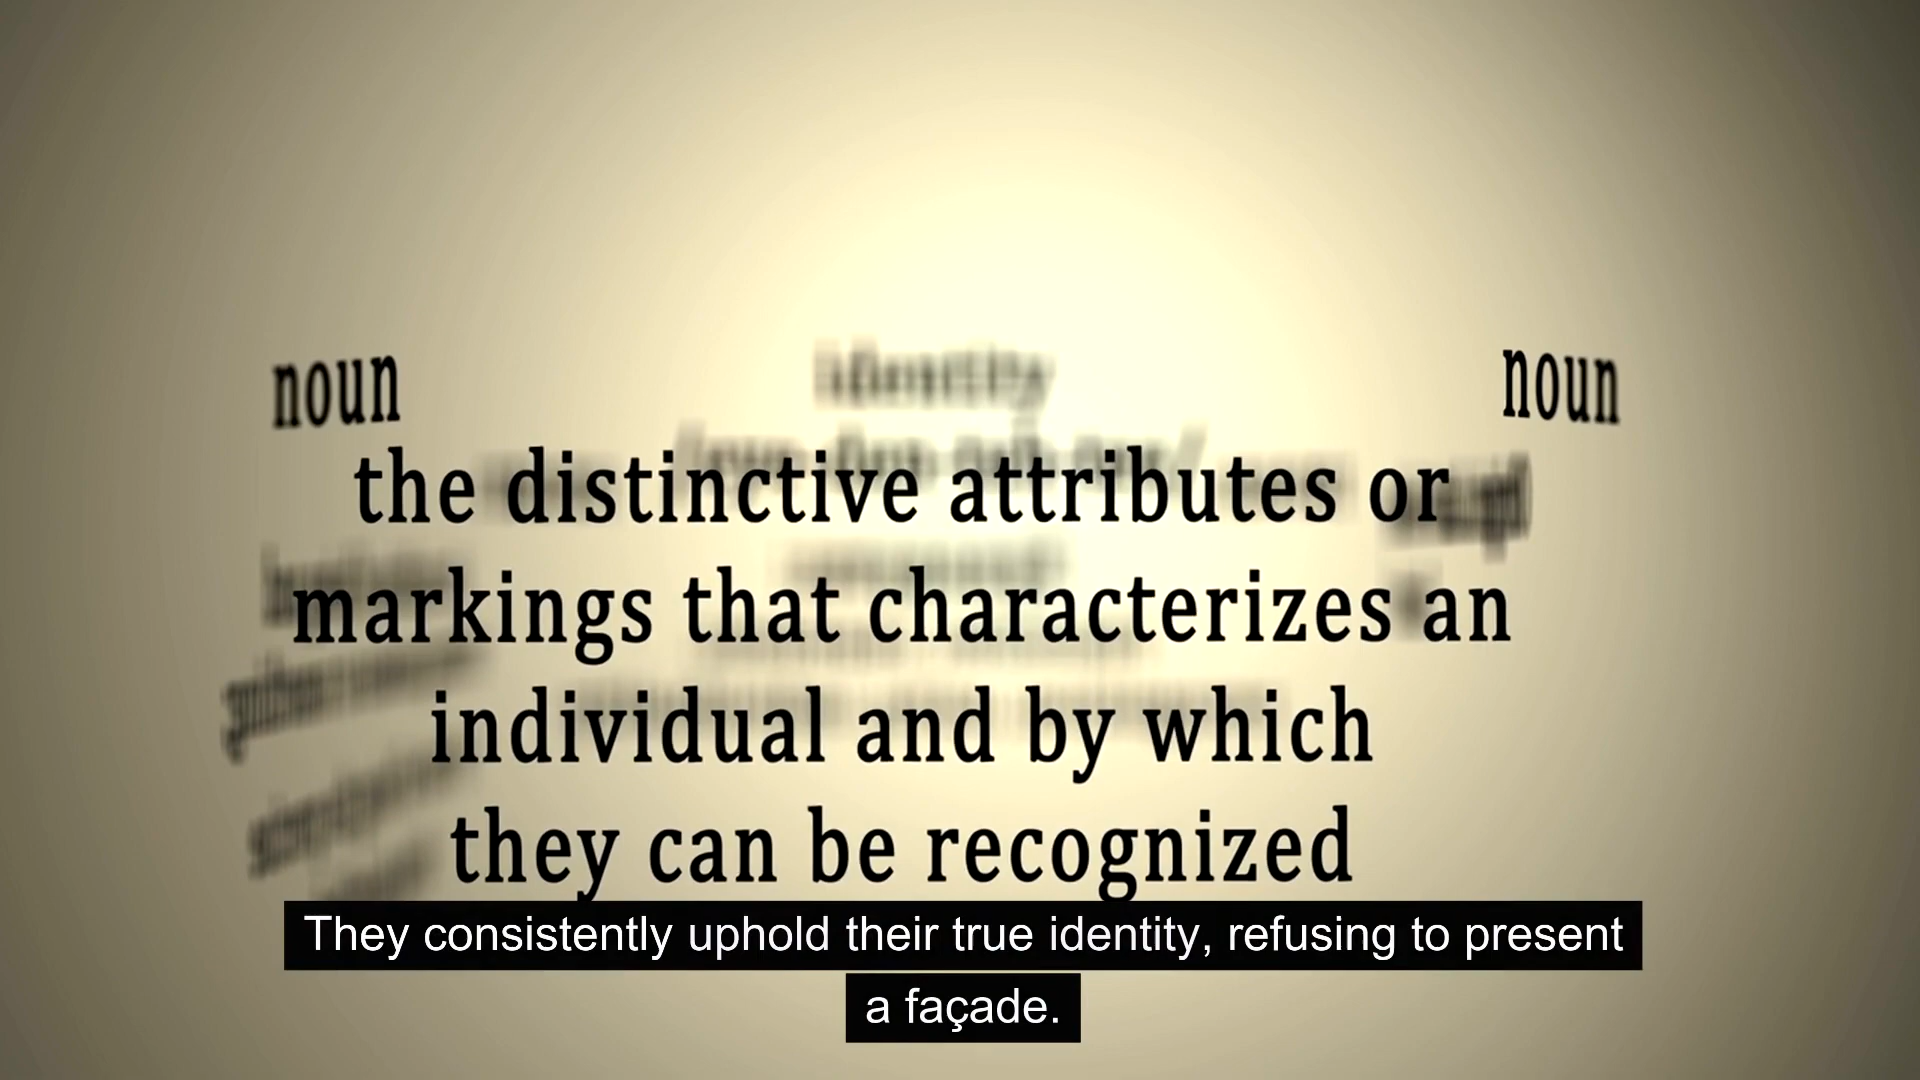 noun
noun
identity
the distinctive attributes or
markings that characterizes an
individual and by which
they can be recognized
They consistently uphold their true identity, refusing to present
a façade.